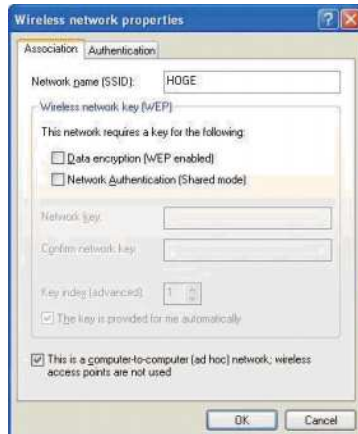 Wireless network properties
Association Authentication
Network name (SSID): HOGE
Wireless network key (WEP)
This network requires a key for the following:
Data encryption (WEP enabled)
Network Authentication (Shared mode)
Network key:
Confirm network key:
Key index (advanced): 1
The key is provided for me automatically
This is a computer-to-computer (ad hoc) network; wireless
access points are not used
OK Cancel